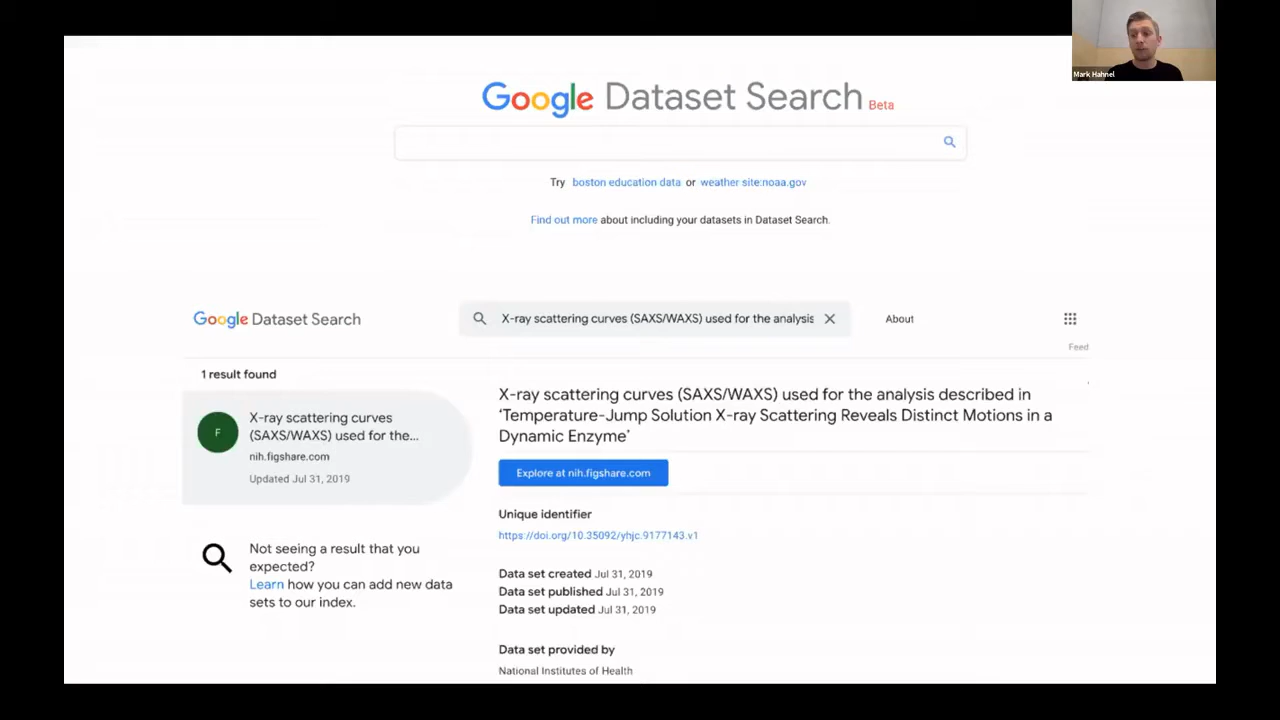 Mark Hahnel
Google Dataset Search Beta
Try boston education data or weather site:noaa.gov
Find out more about including your datasets in Dataset Search.
Google Dataset Search
X-ray scattering curves (SAXS/WAXS) used for the analysis
About
Feed
1 result found
F
X-ray scattering curves
(SAXS/WAXS) used for the...
nih.figshare.com
Updated Jul 31, 2019
Not seeing a result that you
expected?
Learn how you can add new data
sets to our index.
X-ray scattering curves (SAXS/WAXS) used for the analysis described in
‘Temperature-Jump Solution X-ray Scattering Reveals Distinct Motions in a
Dynamic Enzyme’
Explore at nih.figshare.com
Unique identifier
https://doi.org/10.35092/yhjc.9177143.v1
Data set created Jul 31, 2019
Data set published Jul 31, 2019
Data set updated Jul 31, 2019
Data set provided by
National Institutes of Health